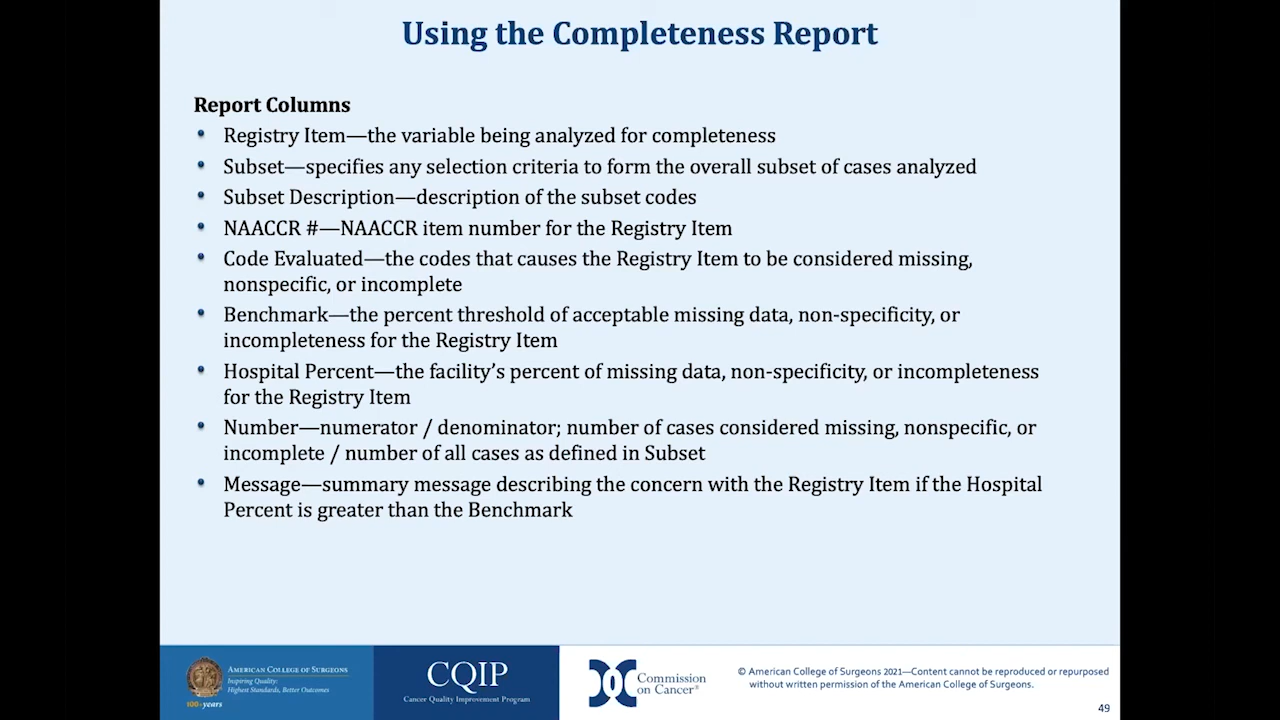 Using the Completeness Report
Report Columns
• Registry Item—the variable being analyzed for completeness
• Subset—specifies any selection criteria to form the overall subset of cases analyzed
• Subset Description—description of the subset codes
• NAACCR #—NAACCR item number for the Registry Item
• Code Evaluated—the codes that causes the Registry Item to be considered missing,
nonspecific, or incomplete
• Benchmark—the percent threshold of acceptable missing data, non-specificity, or
incompleteness for the Registry Item
• Hospital Percent—the facility’s percent of missing data, non-specificity, or incompleteness
for the Registry Item
• Number—numerator / denominator; number of cases considered missing, nonspecific, or
incomplete / number of all cases as defined in Subset
• Message—summary message describing the concern with the Registry Item if the Hospital
Percent is greater than the Benchmark
AMERICAN COLLEGE OF SURGEONS
Inspiring Quality:
Highest Standards, Better Outcomes
100+years
CQIP
Cancer Quality Improvement Program
Commission
on Cancer®
© American College of Surgeons 2021—Content cannot be reproduced or repurposed
without written permission of the American College of Surgeons.
49